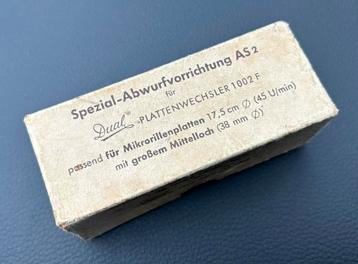 Spezial-Abwurfvorrichtung AS 2
für
Dual-PLATTENWECHSLER 1002 F
passend für Mikrorillenplatten 17,5 cm Ø (45 U/min)
mit großem Mittelloch (38 mm Ø)